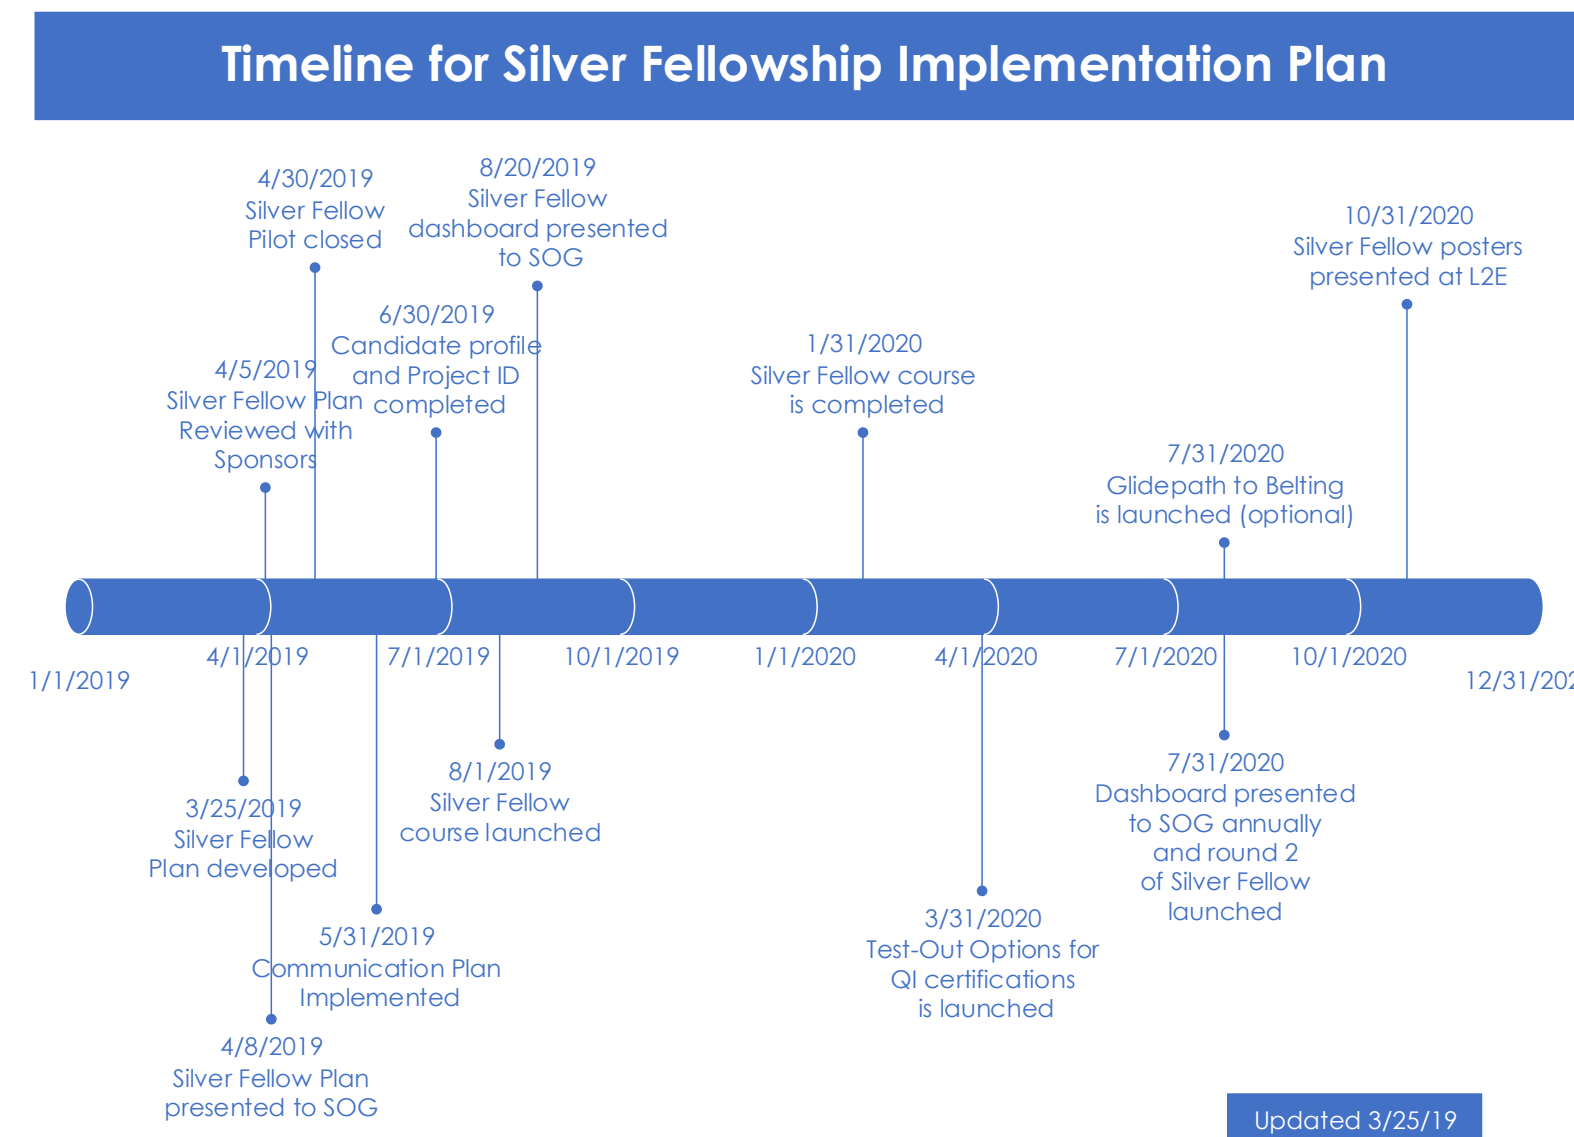 Timeline for Silver Fellowship Implementation Plan
4/30/2019
Silver Fellow
Pilot closed
8/20/2019
Silver Fellow
dashboard presented
to SOG
10/31/2020
Silver Fellow posters
presented at L2E
4/5/2019
Silver Fellow Plan
Reviewed with
Sponsors
6/30/2019
Candidate profile
and Project ID
completed
1/31/2020
Silver Fellow course
is completed
7/31/2020
Glidepath to Belting
is launched (optional)
1/1/2019
4/1/2019
7/1/2019
10/1/2019
1/1/2020
4/1/2020
7/1/2020
10/1/2020
12/31/202
3/25/2019
Silver Fellow
Plan developed
8/1/2019
Silver Fellow
course launched
7/31/2020
Dashboard presented
to SOG annually
and round 2
of Silver Fellow
launched
5/31/2019
Communication Plan
Implemented
3/31/2020
Test-Out Options for
QI certifications
is launched
4/8/2019
Silver Fellow Plan
presented to SOG
Updated 3/25/19